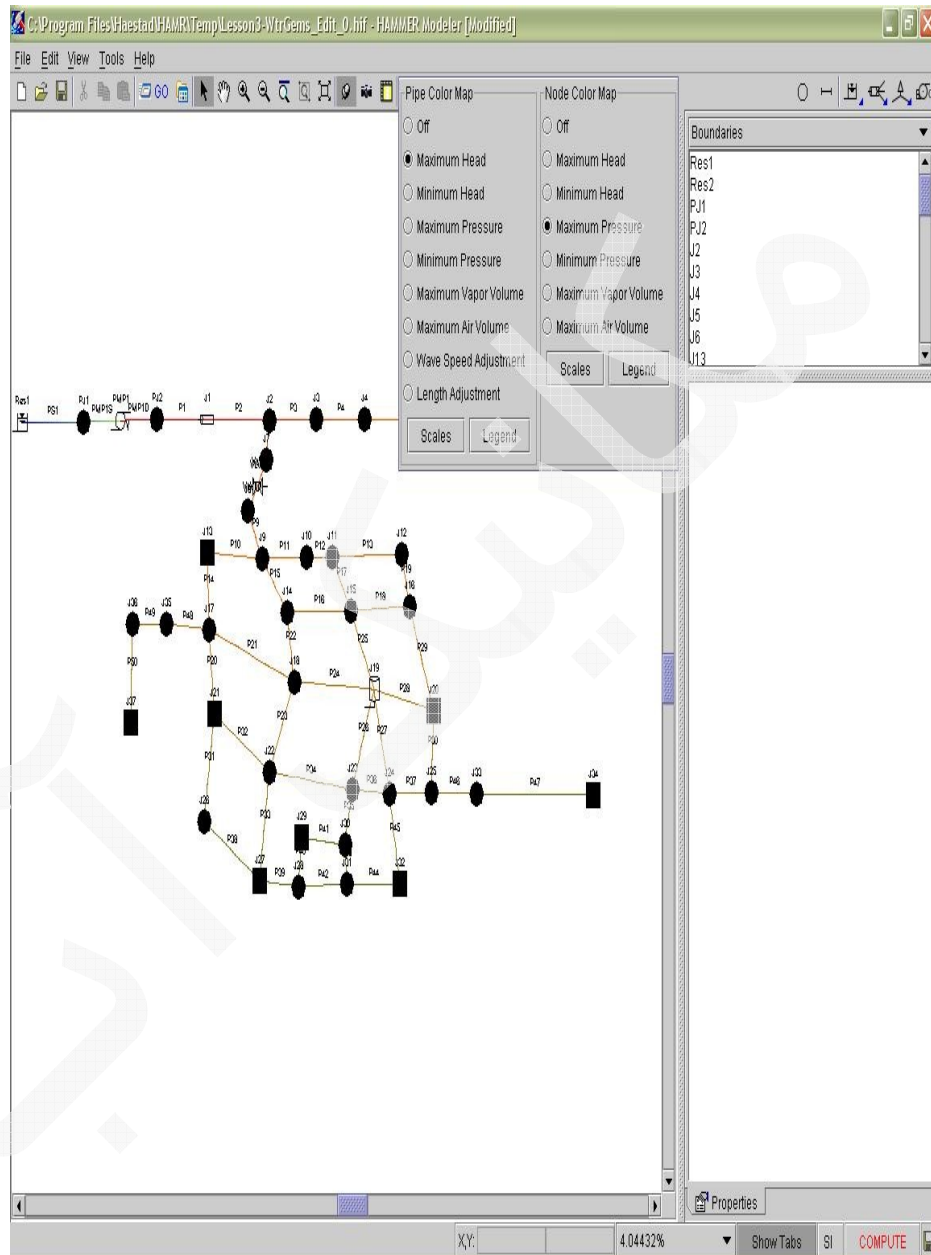 C:\Program Files\Haestad\HAMR\Temp\Lesson3-WtrGems_Edit_0.hif - HAMMER Modeler [Modified]
File Edit View Tools Help
GO
Pipe Color Map
Off
Maximum Head
Minimum Head
Maximum Pressure
Minimum Pressure
Maximum Vapor Volume
Maximum Air Volume
Wave Speed Adjustment
Length Adjustment
Scales Legend
Node Color Map
Off
Maximum Head
Minimum Head
Maximum Pressure
Minimum Pressure
Maximum Vapor Volume
Maximum Air Volume
Scales Legend
Boundaries
Res1
Res2
PJ1
PJ2
J2
J3
J4
J5
J6
J13
Res1 PS1 PJ1 PMP1S PMP1 PMP1D PJ2 P1 J1 P2 J2 P3 J3 P4 J4
P9
J13 P10 J9 P11 J10 P12 J11 P13 J12
P14 P15 P17 P19
J36 P49 J35 P48 J17 J14 P16 J15 P18 J16
P50 P20 P21 P22 P25 P29
J18 P24 J19 P28 J20
J37 J21 P32 P23 P26 P27 P30
P31 J22 P34 J23 P36 J24 P37 J25 P46 J33 P47 J34
J26 P33 P35 P45
P38 J29 P41 J30
J27 P39 J28 P42 J31 P44 J32
Properties
X,Y: 4.04432% Show Tabs SI COMPUTE